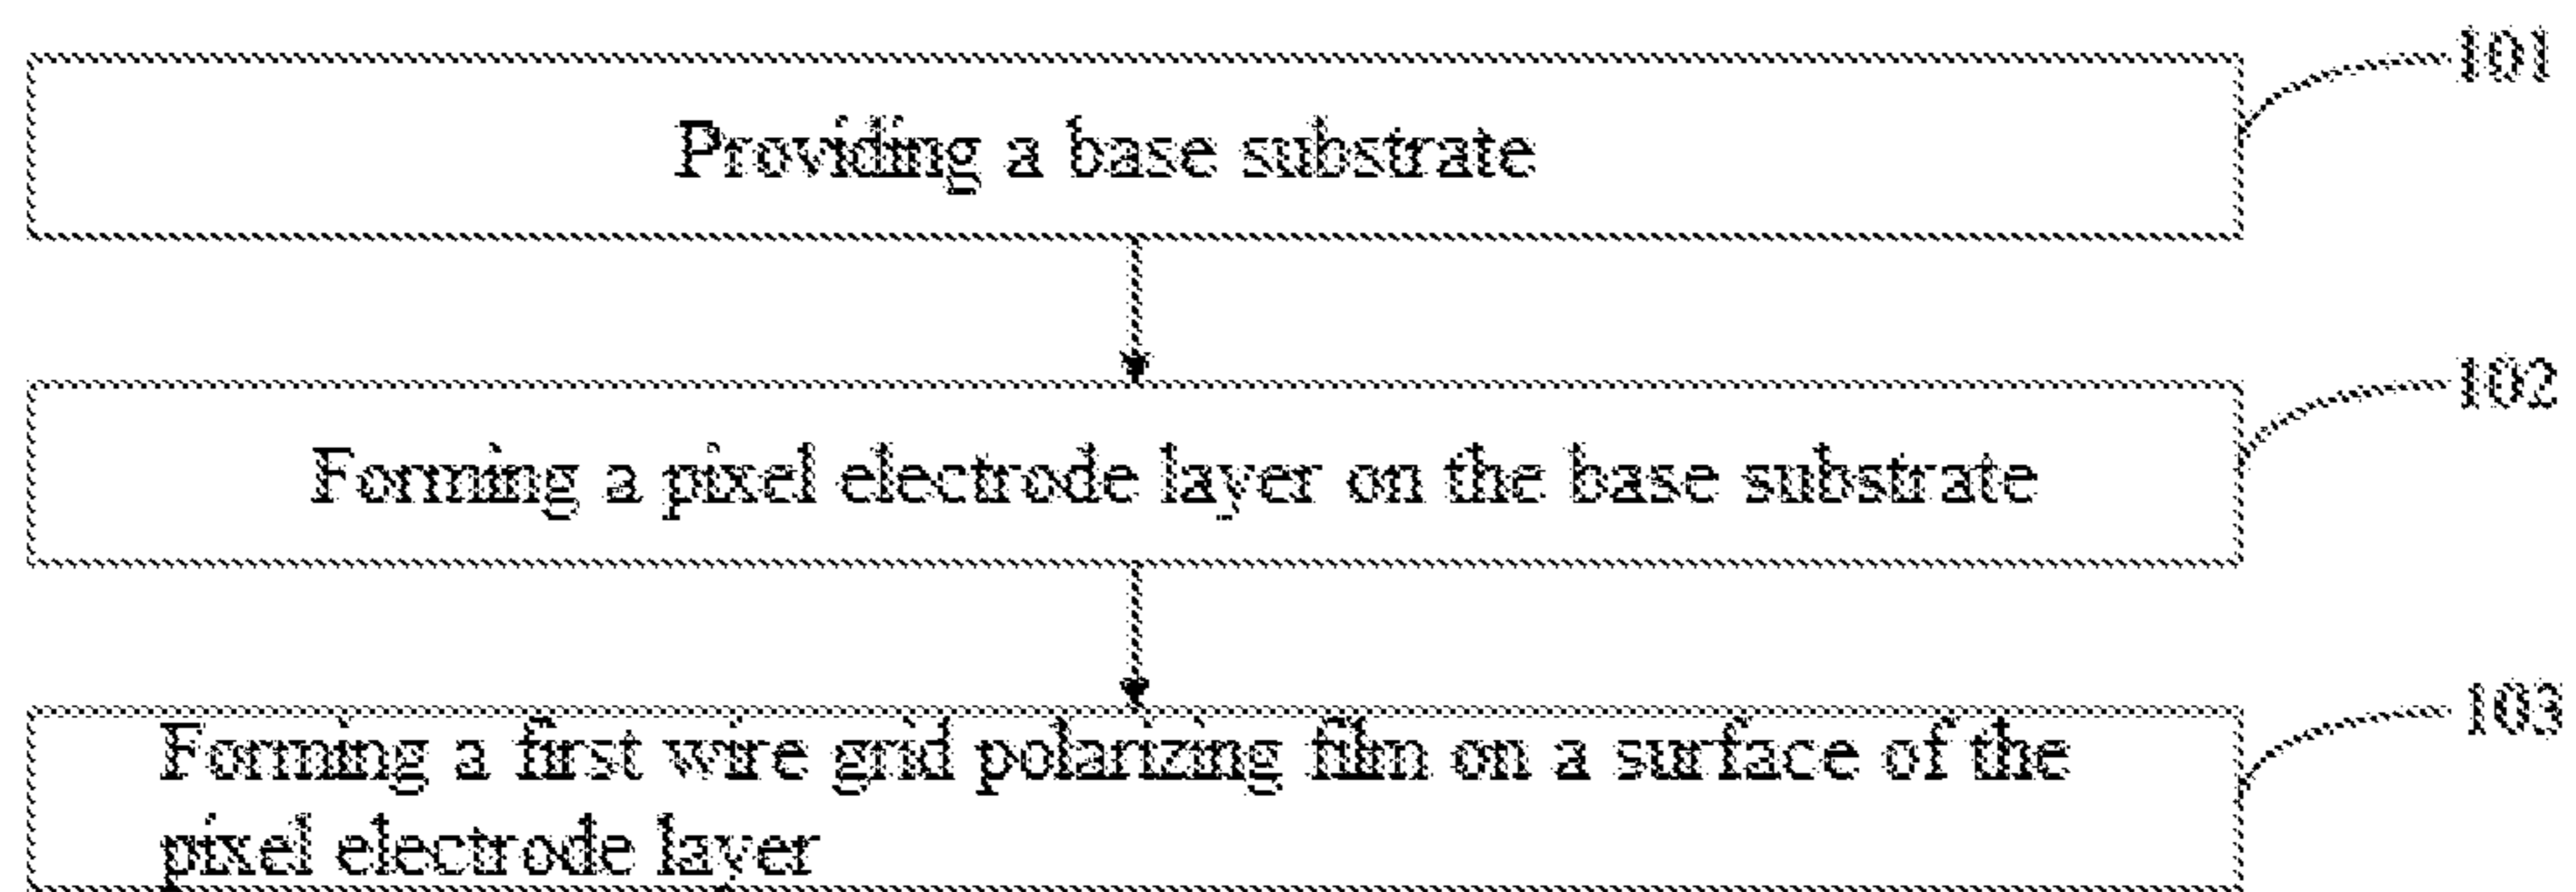 101
Providing a base substrate
102
Forming a pixel electrode layer on the base substrate
103
Forming a first wire grid polarizing film on a surface of the
pixel electrode layer